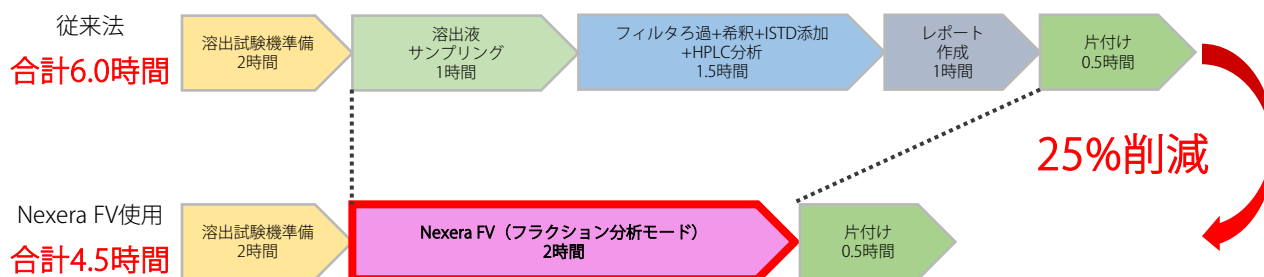 従来法
合計6.0時間
溶出試験機準備
2時間
溶出液
サンプリング
1時間
フィルタろ過+希釈+ISTD添加
+HPLC分析
1.5時間
レポート
作成
1時間
片付け
0.5時間
25%削減
Nexera FV使用
合計4.5時間
溶出試験機準備
2時間
Nexera FV（フラクション分析モード）
2時間
片付け
0.5時間